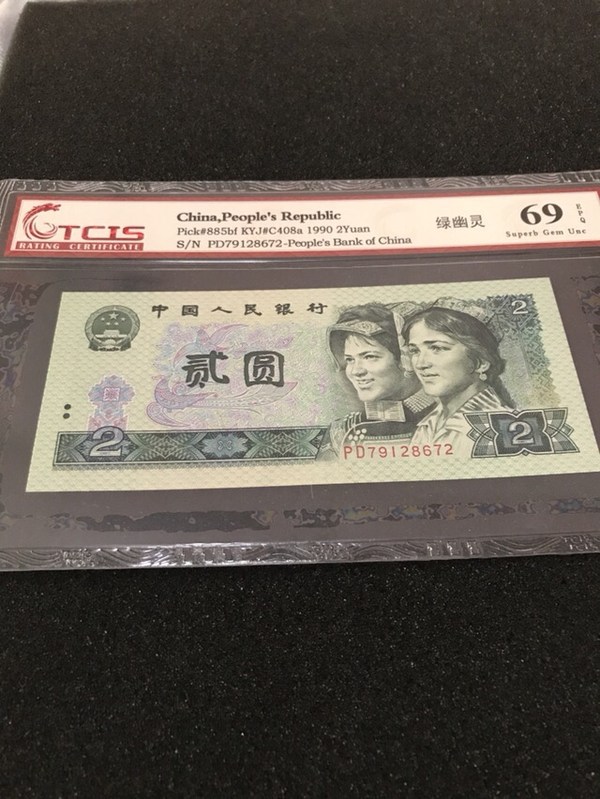 TCIS
RATING CERTIFICATE
China,People's Republic
Pick#885bf KYJ#C408a 1990 2Yuan
S/N PD79128672-People's Bank of China
绿幽灵
69
EPQ
Superb Gem Unc
中国人民银行
2
贰圆
2
2
PD79128672